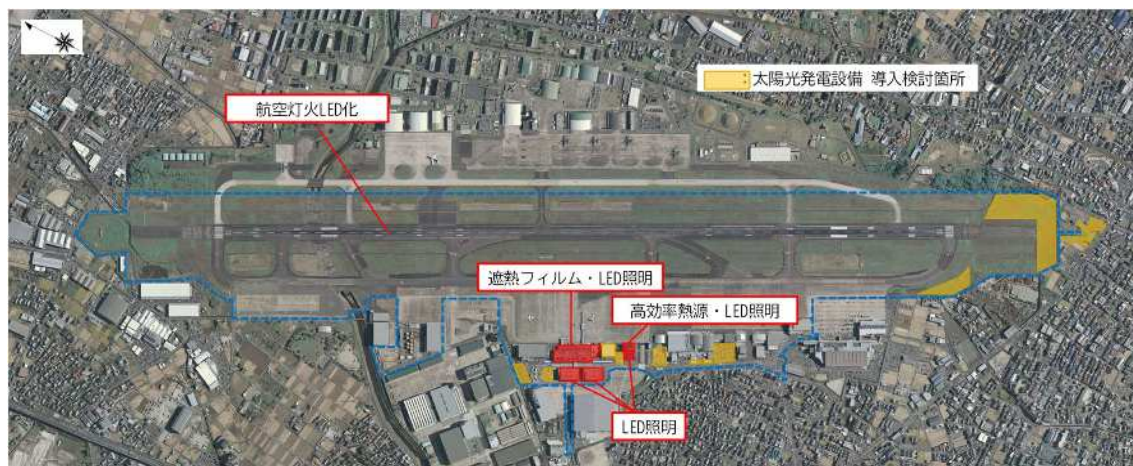 太陽光発電設備 導入検討箇所
航空灯火LED化
遮熱フィルム・LED照明
高効率熱源・LED照明
LED照明